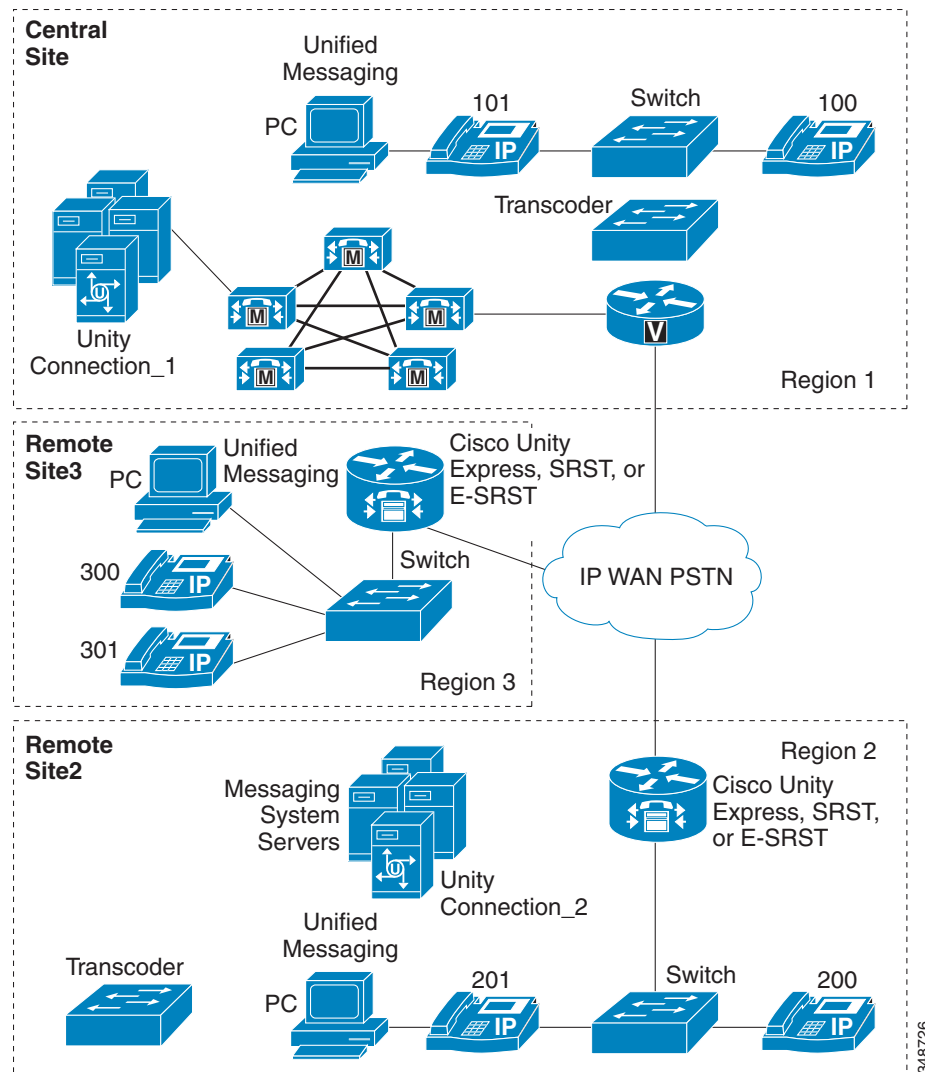 Central
Site
Unified
Messaging
PC
101
IP
Switch
100
IP
Transcoder
M
M
M
M
M
U
Unity
Connection_1
V
Region 1
Remote
Site3
PC
Unified
Messaging
Cisco Unity
Express, SRST, or
E-SRST
Switch
300
IP
301
IP
Region 3
IP WAN PSTN
Remote
Site2
Region 2
Messaging
System
Servers
U
Unity
Connection_2
Cisco Unity
Express, SRST,
or E-SRST
Transcoder
Unified
Messaging
PC
201
IP
Switch
200
IP
348726